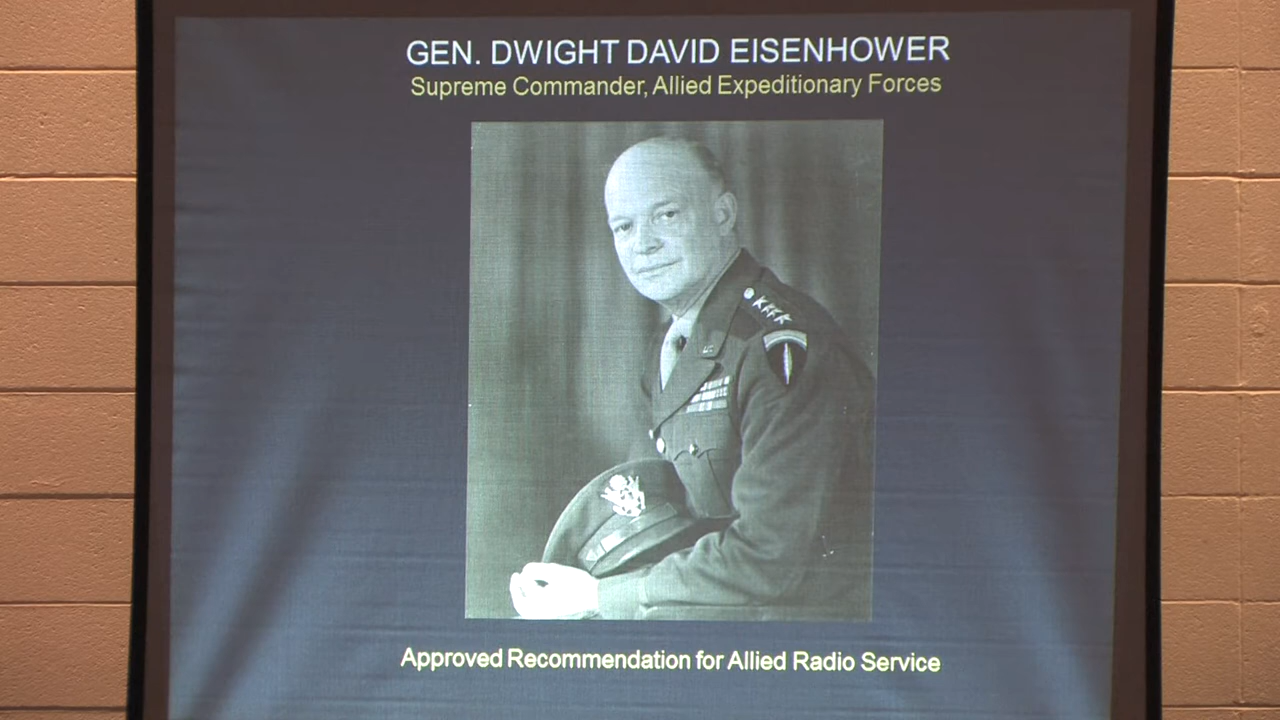 GEN. DWIGHT DAVID EISENHOWER
Supreme Commander, Allied Expeditionary Forces
Approved Recommendation for Allied Radio Service